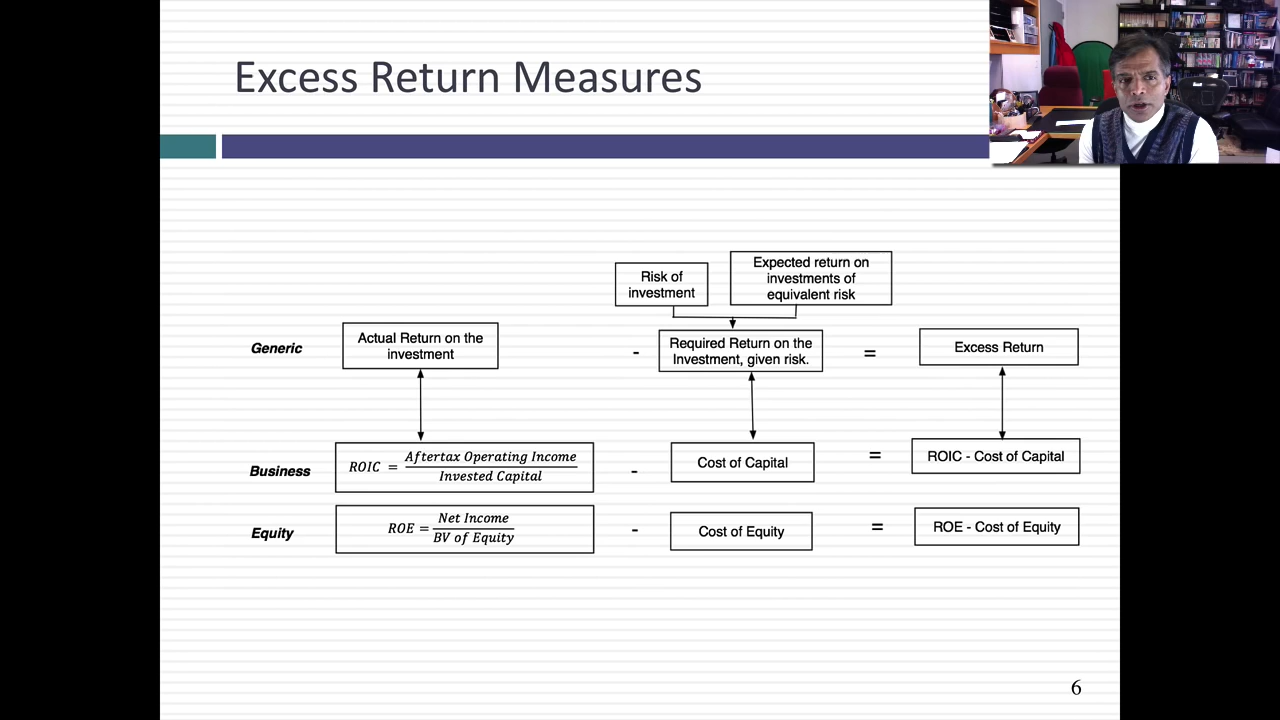 Excess Return Measures
Risk of
investment
Expected return on
investments of
equivalent risk
Generic
Actual Return on the
investment
-
Required Return on the
Investment, given risk.
=
Excess Return
Business
ROIC = Aftertax Operating Income
Invested Capital
-
Cost of Capital
=
ROIC - Cost of Capital
Equity
ROE = Net Income
BV of Equity
-
Cost of Equity
=
ROE - Cost of Equity
6